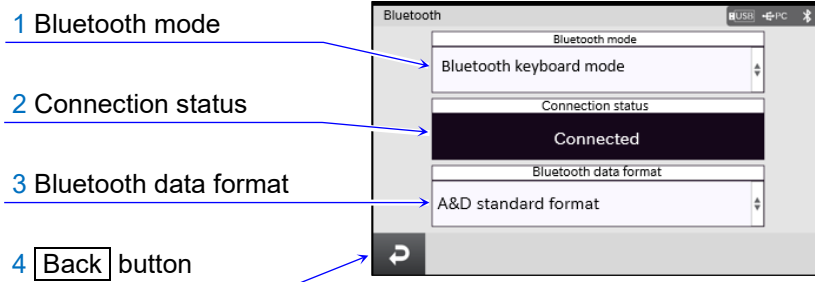 1 Bluetooth mode
2 Connection status
3 Bluetooth data format
4 Back button
Bluetooth
USB PC
Bluetooth mode
Bluetooth keyboard mode
Connection status
Connected
Bluetooth data format
A&D standard format